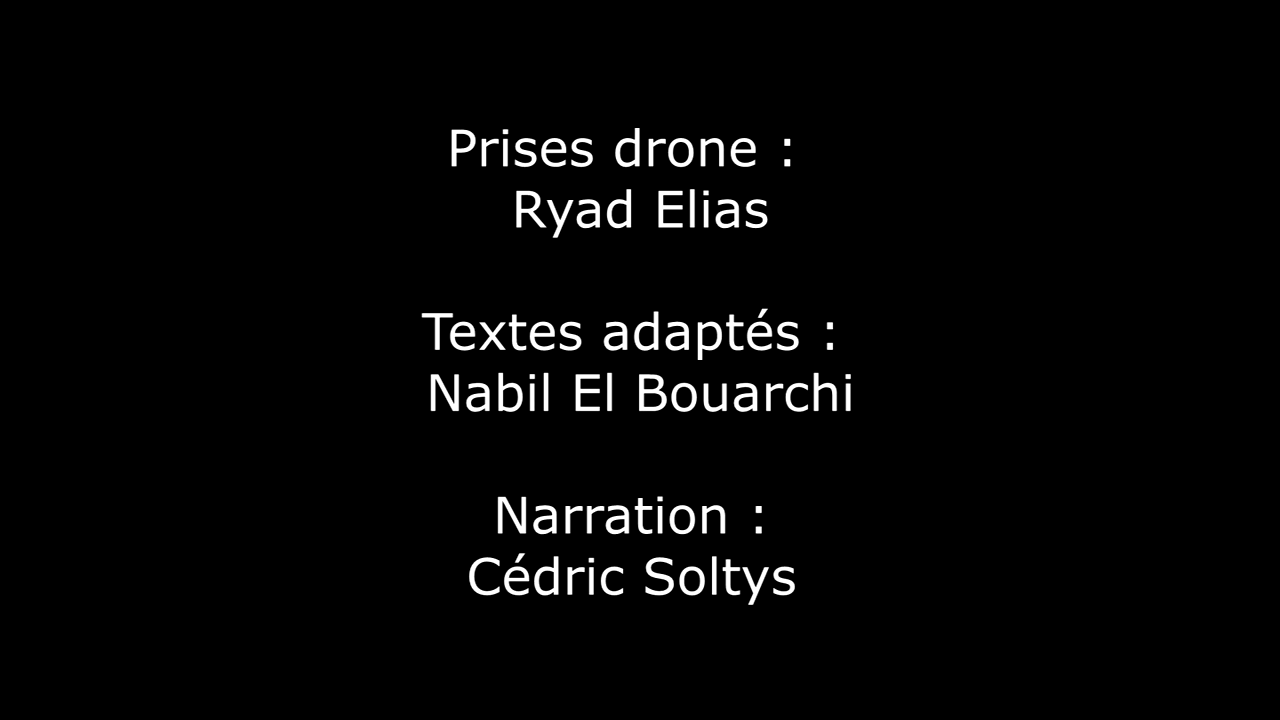 Prises drone :
Ryad Elias
Textes adaptés :
Nabil El Bouarchi
Narration :
Cédric Soltys